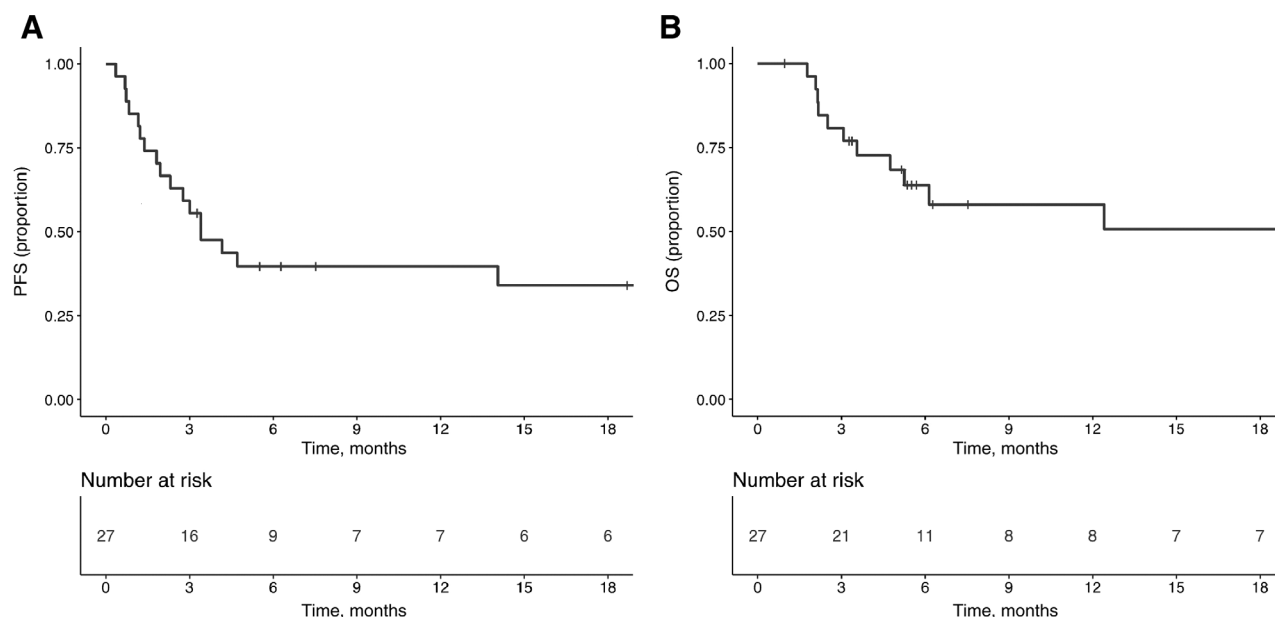 A
1.00
0.75
0.50
0.25
0.00
PFS (proportion)
0 3 6 9 12 15 18
Time, months
Number at risk
27 16 9 7 7 6 6
0 3 6 9 12 15 18
Time, months
B
1.00
0.75
0.50
0.25
0.00
OS (proportion)
0 3 6 9 12 15 18
Time, months
Number at risk
27 21 11 8 8 7 7
0 3 6 9 12 15 18
Time, months